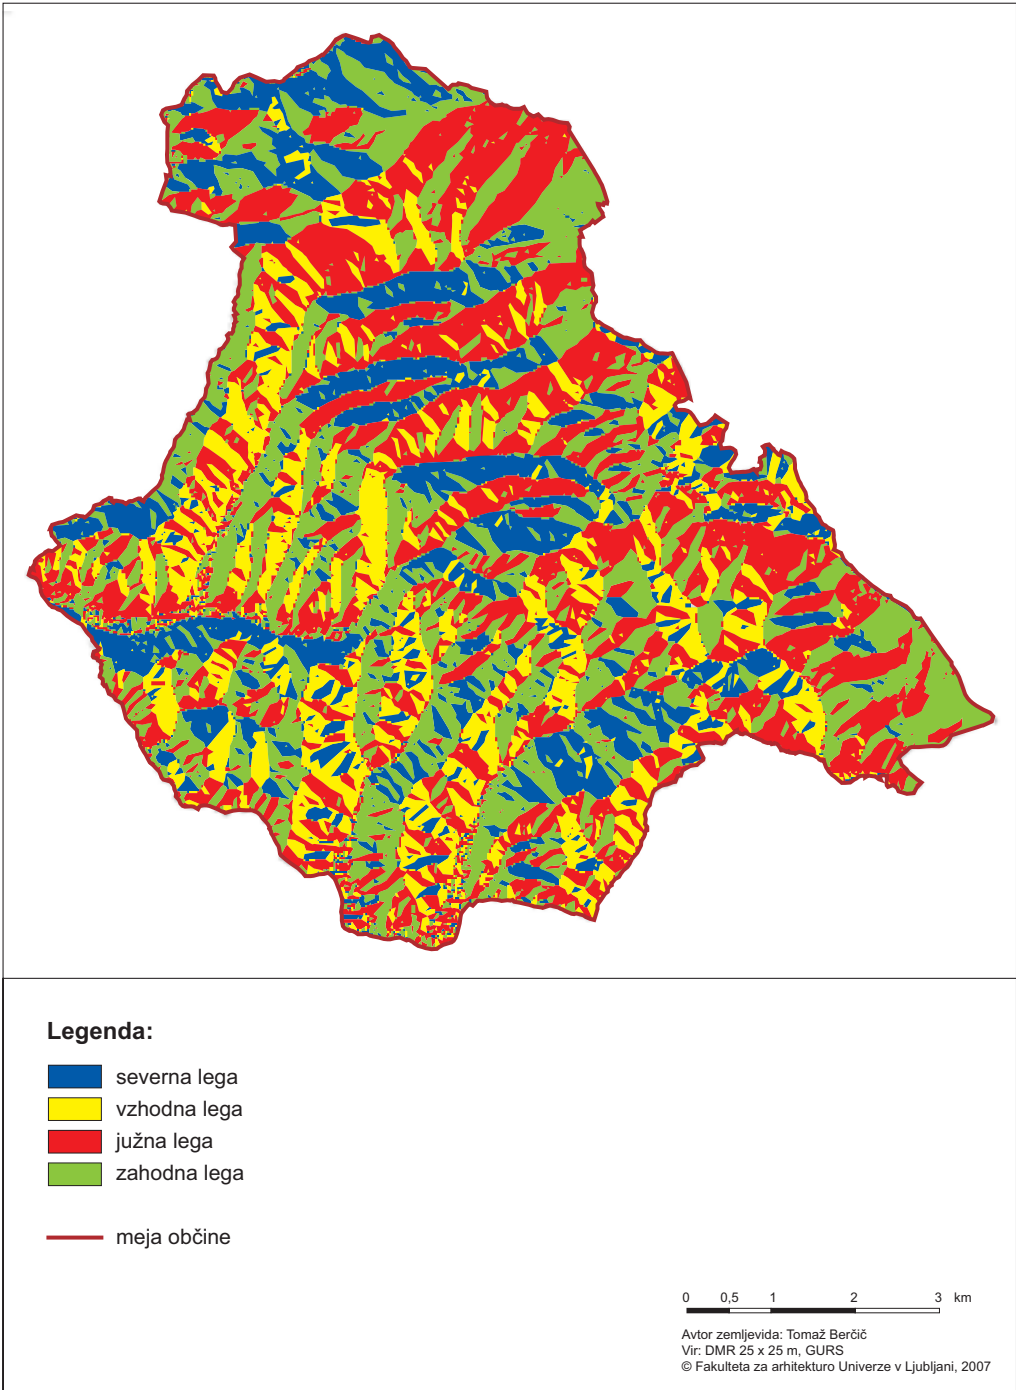 Legenda:
severna lega
vzhodna lega
južna lega
zahodna lega
meja občine
0 0,5 1 2 3 km
Avtor zemljevida: Tomaž Berčič
Vir: DMR 25 x 25 m, GURS
© Fakulteta za arhitekturo Univerze v Ljubljani, 2007